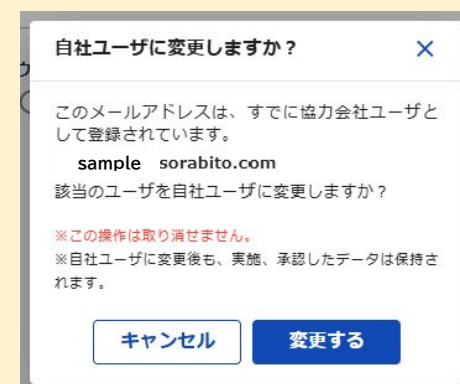 自社ユーザに変更しますか？
このメールアドレスは、すでに協力会社ユーザと
して登録されています。
sample sorabito.com
該当のユーザを自社ユーザに変更しますか？
※この操作は取り消せません。
※自社ユーザに変更後も、実施、承認したデータは保持さ
れます。
キャンセル 変更する